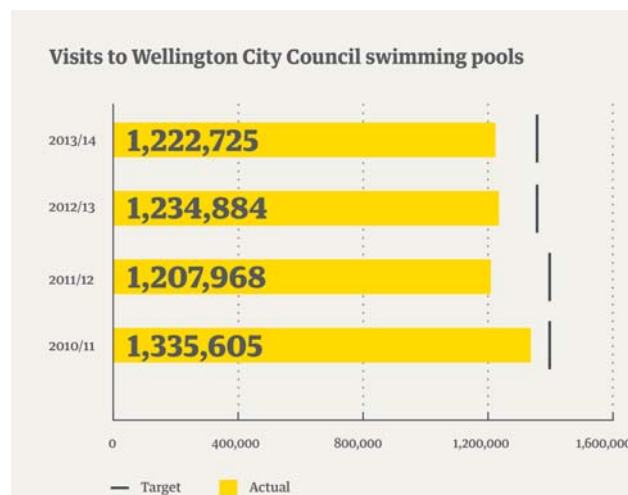 Visits to Wellington City Council swimming pools
2013/14 1,222,725
2012/13 1,234,884
2011/12 1,207,968
2010/11 1,335,605
0 400,000 800,000 1,200,000 1,600,000
Target Actual